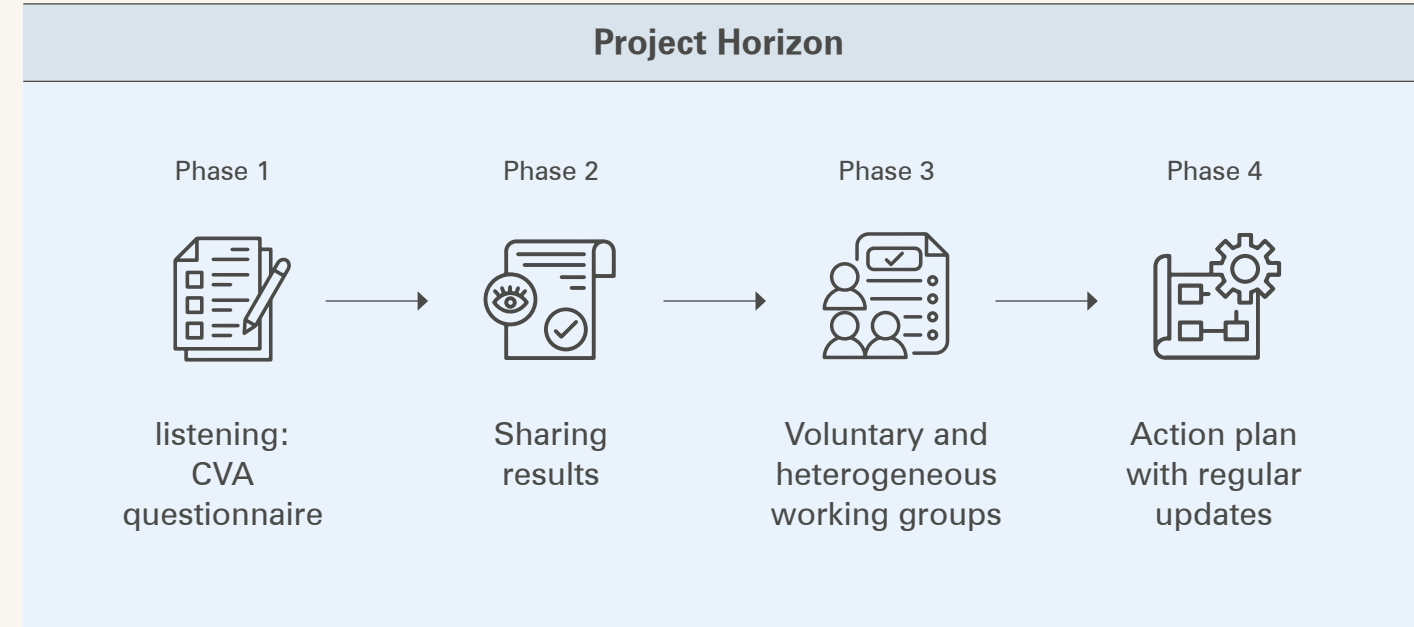 Project Horizon
Phase 1
Phase 2
Phase 3
Phase 4
listening:
CVA
questionnaire
Sharing
results
Voluntary and
heterogeneous
working groups
Action plan
with regular
updates